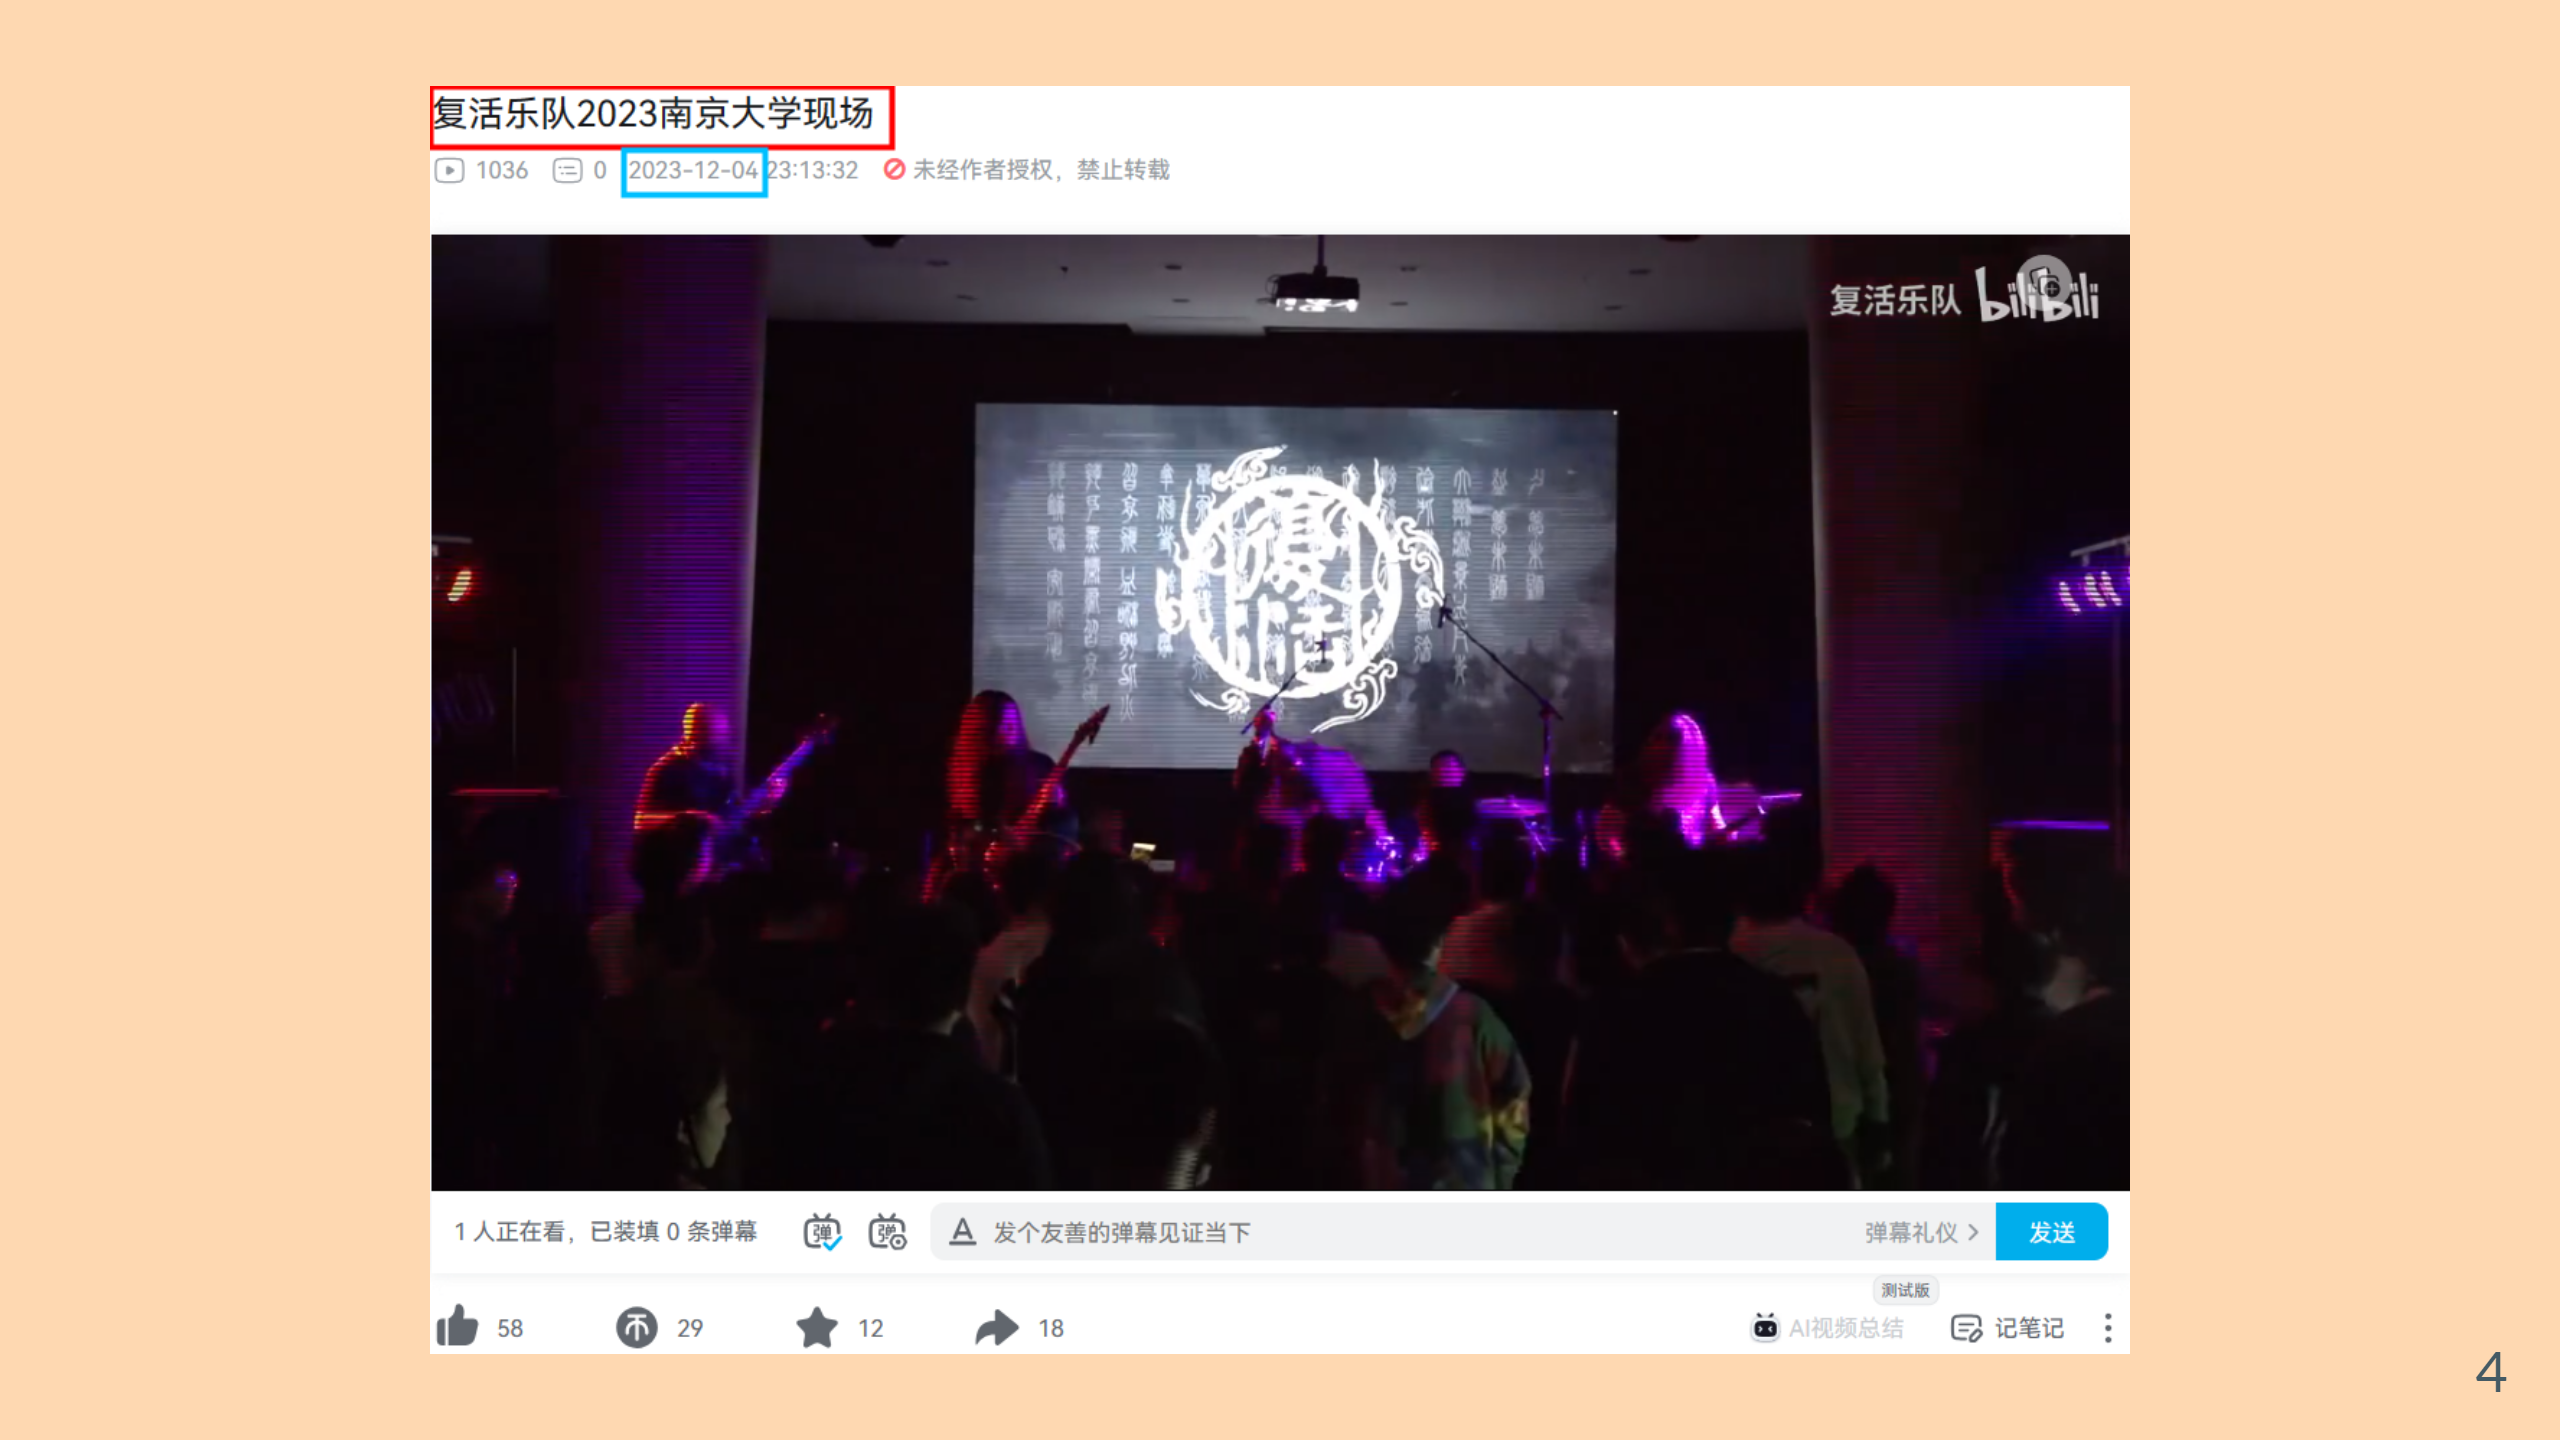 复活乐队2023南京大学现场
1036 0 2023-12-04 23:13:32 未经作者授权，禁止转载
复活乐队 bilibili
1 人正在看，已装填 0 条弹幕 弹 弹 A 发个友善的弹幕见证当下 弹幕礼仪 发送
测试版
58 29 12 18 AI视频总结 记笔记
4